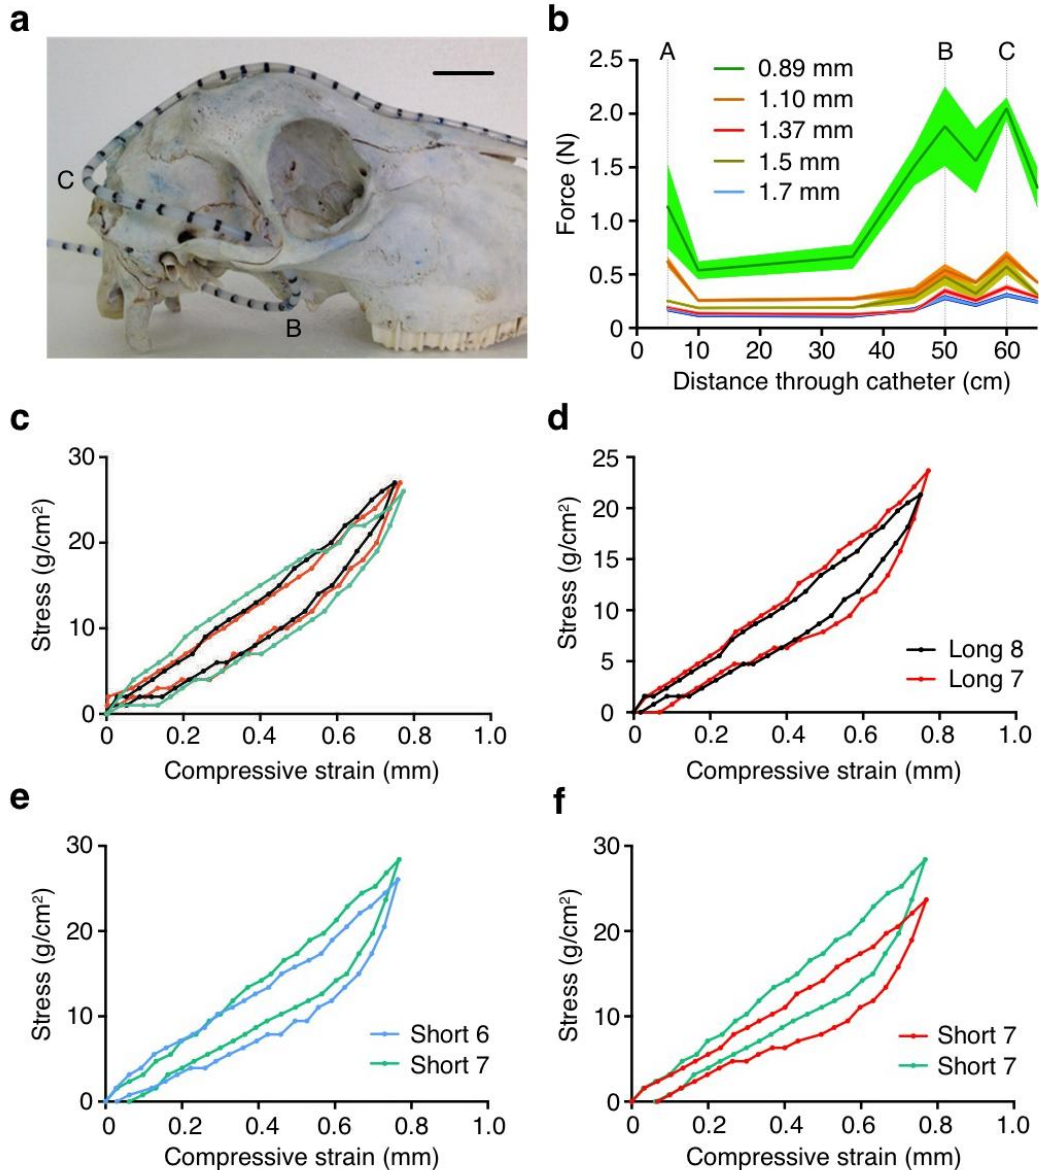 a
C
B
b
A
B
C
2.5
2.0
1.5
1.0
0.5
0
Force (N)
0.89 mm
1.10 mm
1.37 mm
1.5 mm
1.7 mm
0 10 20 30 40 50 60
Distance through catheter (cm)
c
30
20
10
0
Stress (g/cm²)
0 0.2 0.4 0.6 0.8 1.0
Compressive strain (mm)
d
25
20
15
10
5
0
Stress (g/cm²)
Long 8
Long 7
0 0.2 0.4 0.6 0.8 1.0
Compressive strain (mm)
e
30
20
10
0
Stress (g/cm²)
Short 6
Short 7
0 0.2 0.4 0.6 0.8 1.0
Compressive strain (mm)
f
30
20
10
0
Stress (g/cm²)
Short 7
Short 7
0 0.2 0.4 0.6 0.8 1.0
Compressive strain (mm)